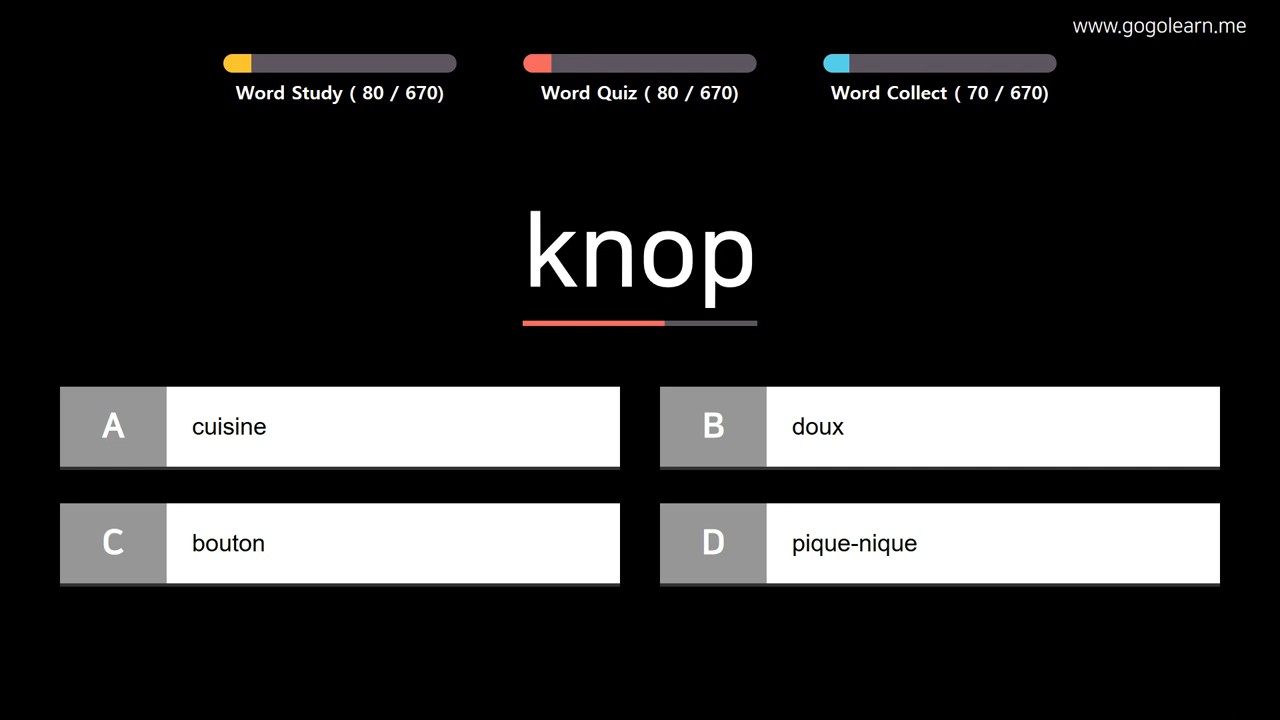 www.gogolearn.me
Word Study ( 80 / 670)
Word Quiz ( 80 / 670)
Word Collect ( 70 / 670)
knop
A cuisine
B doux
C bouton
D pique-nique